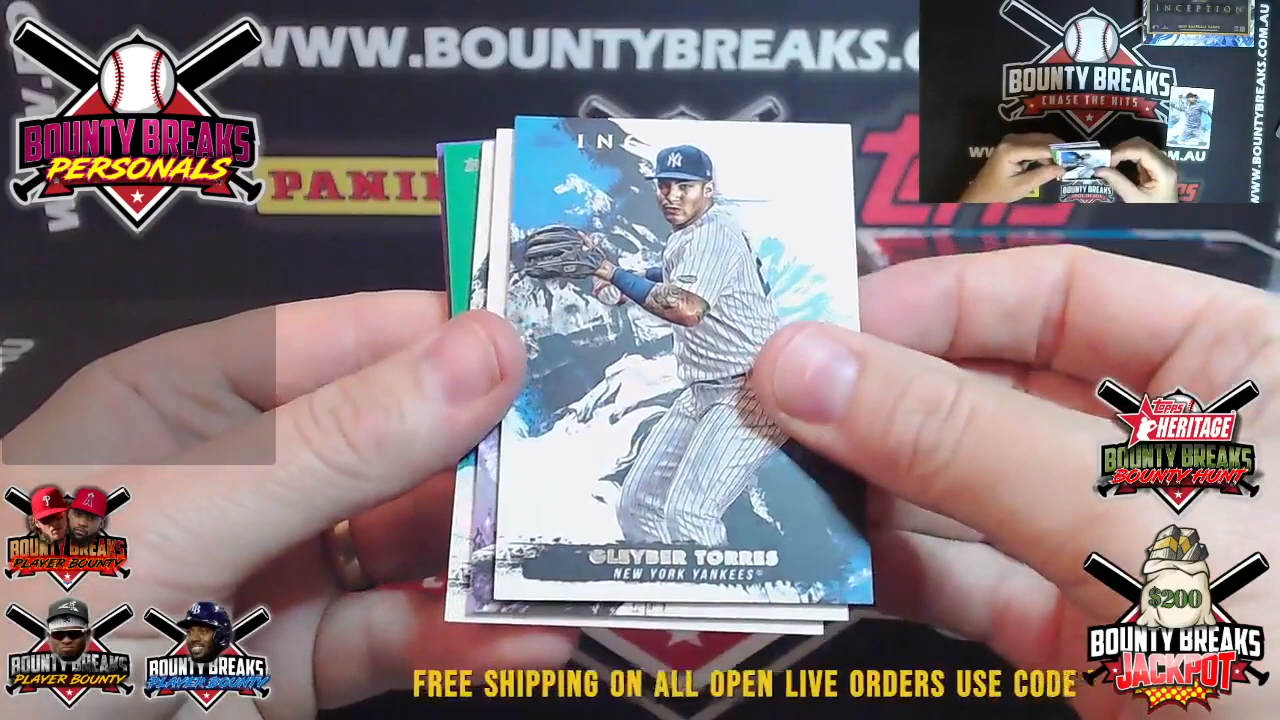 WWW.BOUNTYBREAKS.C
BOUNTY BREAKS
PERSONALS
PANINI
INC
GLEYBER TORRES
NEW YORK YANKEES
INCEPTION
BOUNTY BREAKS
CHASE THE HITS
WWW.BOUNTYBREAKS.COM.AU
.AU
TOPPS HERITAGE
BOUNTY BREAKS
BOUNTY HUNT
BOUNTY BREAKS
PLAYER BOUNTY
BOUNTY BREAKS
PLAYER BOUNTY
BOUNTY BREAKS
PLAYER BOUNTY
$200
BOUNTY BREAKS
JACKPOT
FREE SHIPPING ON ALL OPEN LIVE ORDERS USE CODE